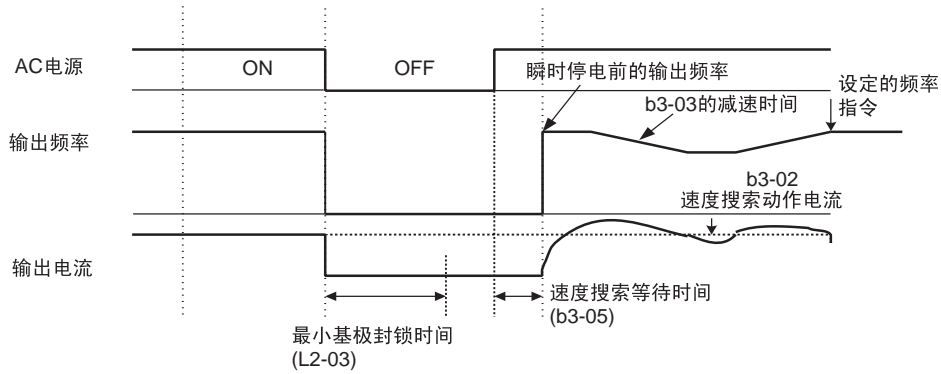 AC电源
ON
OFF
瞬时停电前的输出频率
设定的频率
指令
b3-03的减速时间
输出频率
b3-02
速度搜索动作电流
输出电流
速度搜索等待时间
(b3-05)
最小基极封锁时间
(L2-03)